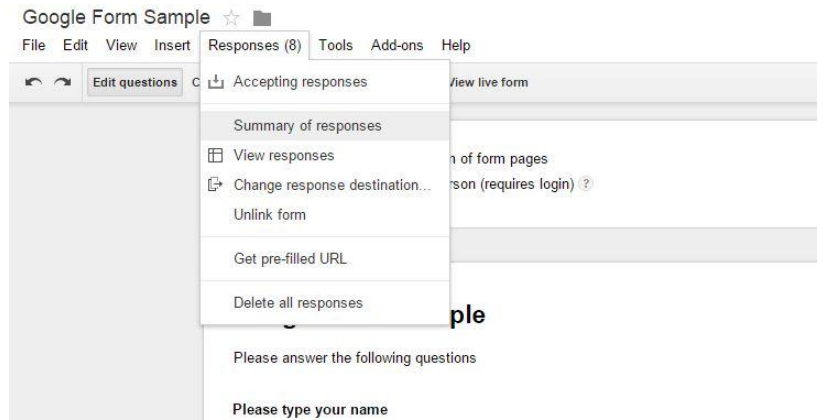 Google Form Sample
File Edit View Insert Responses (8) Tools Add-ons Help
Edit questions C View live form
Accepting responses
Summary of responses
View responses
n of form pages
Change response destination...
rson (requires login) ?
Unlink form
Get pre-filled URL
Delete all responses
ple
Please answer the following questions
Please type your name